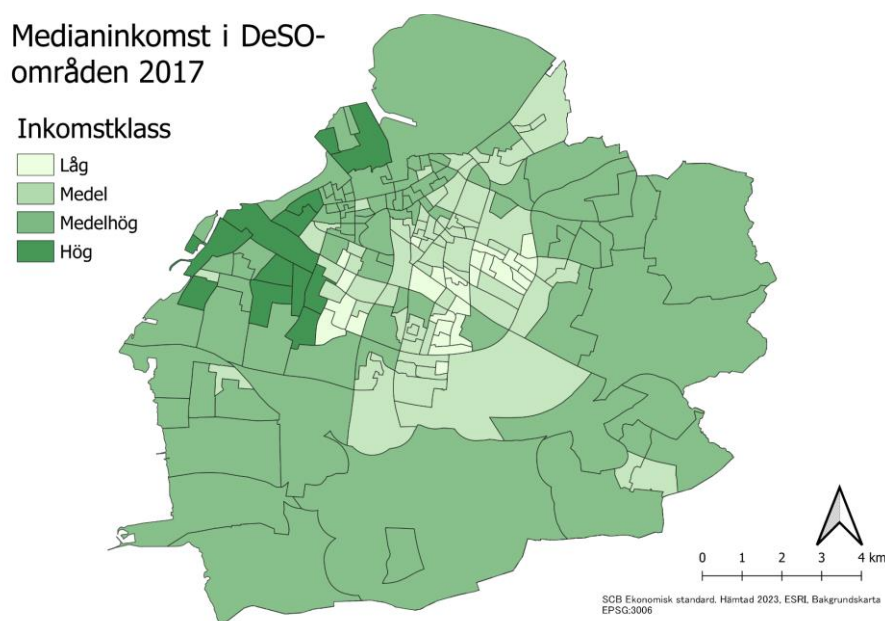 Medianinkomst i DeSO-
områden 2017
Inkomstklass
Låg
Medel
Medelhög
Hög
0 1 2 3 4 km
SCB Ekonomisk standard. Hämtad 2023, ESRI, Bakgrundskarta
EPSG:3006